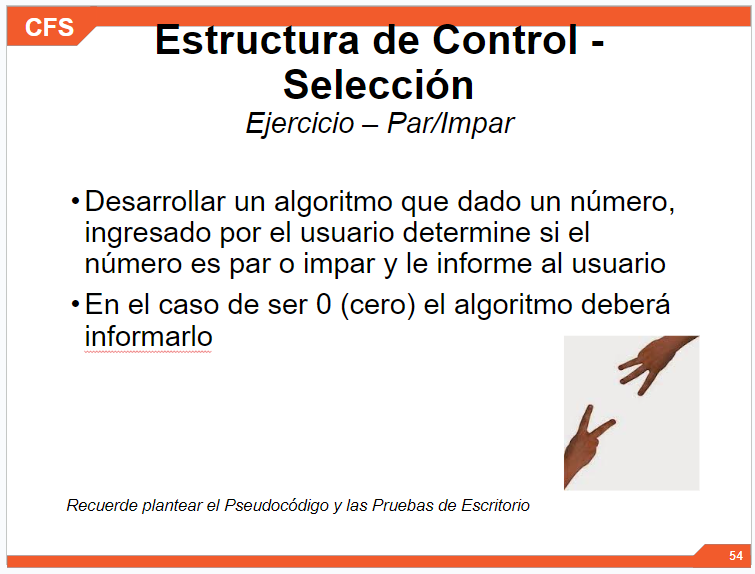 CFS
Estructura de Control -
Selección
Ejercicio – Par/Impar
• Desarrollar un algoritmo que dado un número,
ingresado por el usuario determine si el
número es par o impar y le informe al usuario
• En el caso de ser 0 (cero) el algoritmo deberá
informarlo
Recuerde plantear el Pseudocódigo y las Pruebas de Escritorio
54